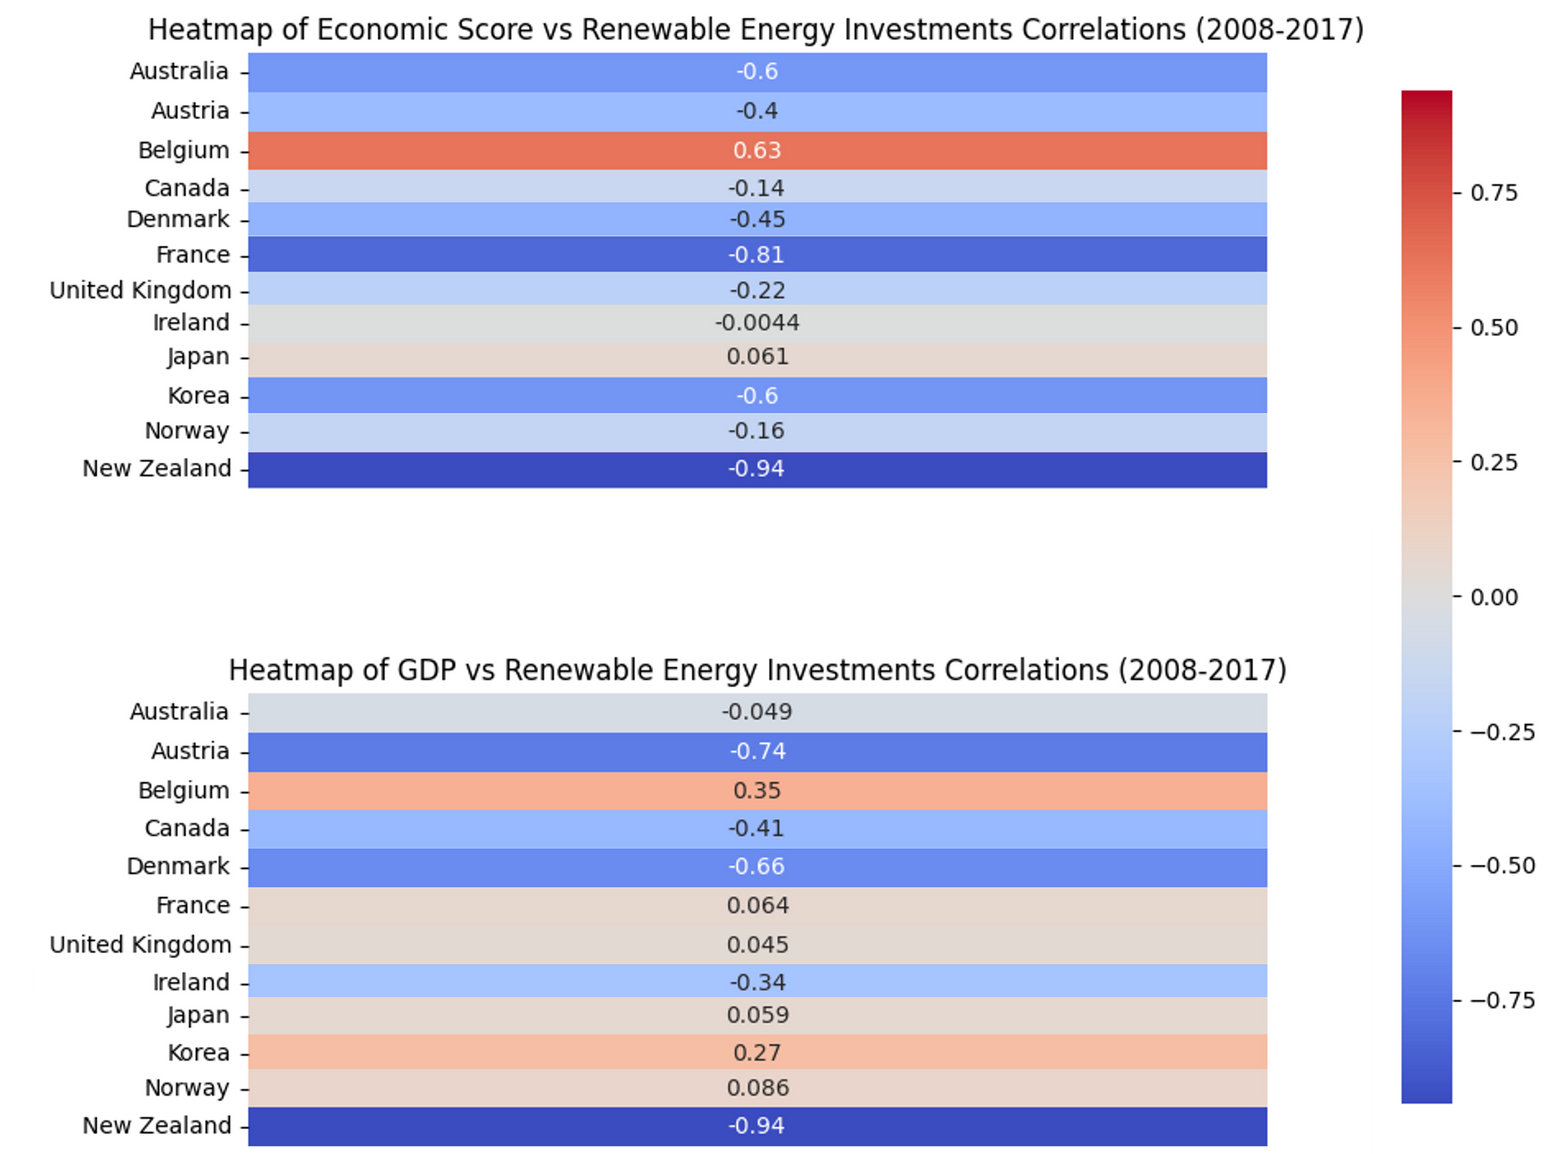 Heatmap of Economic Score vs Renewable Energy Investments Correlations (2008-2017)
Australia -0.6
Austria -0.4
Belgium 0.63
Canada -0.14
Denmark -0.45
France -0.81
United Kingdom -0.22
Ireland -0.0044
Japan 0.061
Korea -0.6
Norway -0.16
New Zealand -0.94
Heatmap of GDP vs Renewable Energy Investments Correlations (2008-2017)
Australia -0.049
Austria -0.74
Belgium 0.35
Canada -0.41
Denmark -0.66
France 0.064
United Kingdom 0.045
Ireland -0.34
Japan 0.059
Korea 0.27
Norway 0.086
New Zealand -0.94
0.75
0.50
0.25
0.00
−0.25
−0.50
−0.75